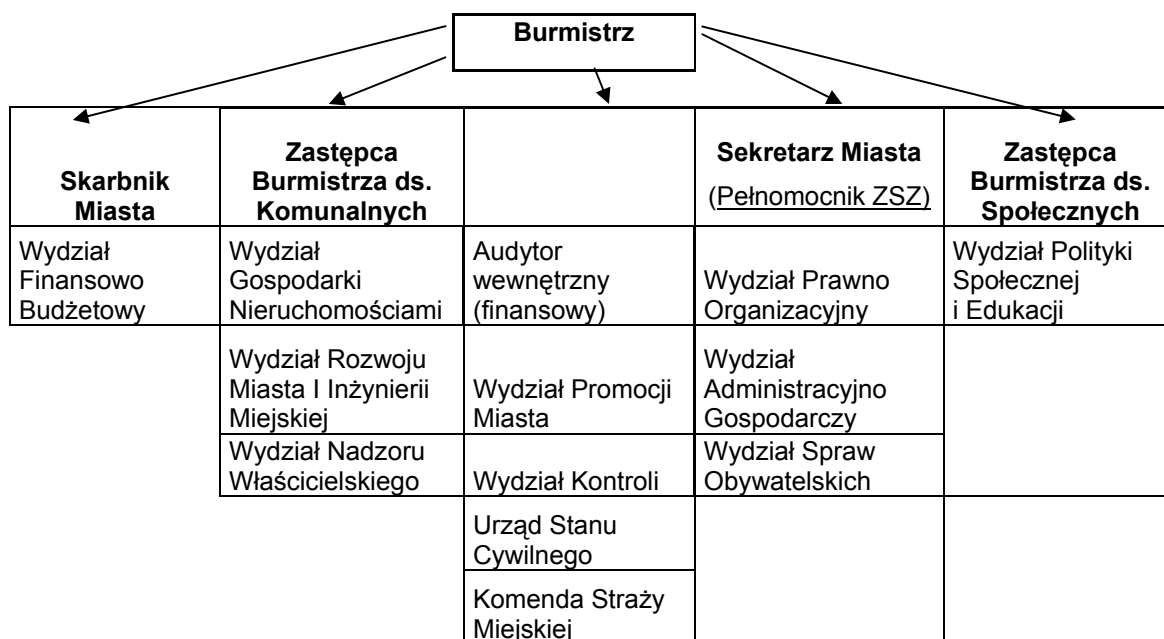 Burmistrz
Skarbnik
Miasta
Zastępca
Burmistrza ds.
Komunalnych
Sekretarz Miasta
(Pełnomocnik ZSZ)
Zastępca
Burmistrza ds.
Społecznych
Wydział
Finansowo
Budżetowy
Wydział
Gospodarki
Nieruchomościami
Audytor
wewnętrzny
(finansowy)
Wydział Prawno
Organizacyjny
Wydział Polityki
Społecznej
i Edukacji
Wydział Rozwoju
Miasta I Inżynierii
Miejskiej
Wydział Promocji
Miasta
Wydział
Administracyjno
Gospodarczy
Wydział Nadzoru
Właścicielskiego
Wydział Kontroli
Wydział Spraw
Obywatelskich
Urząd Stanu
Cywilnego
Komenda Straży
Miejskiej